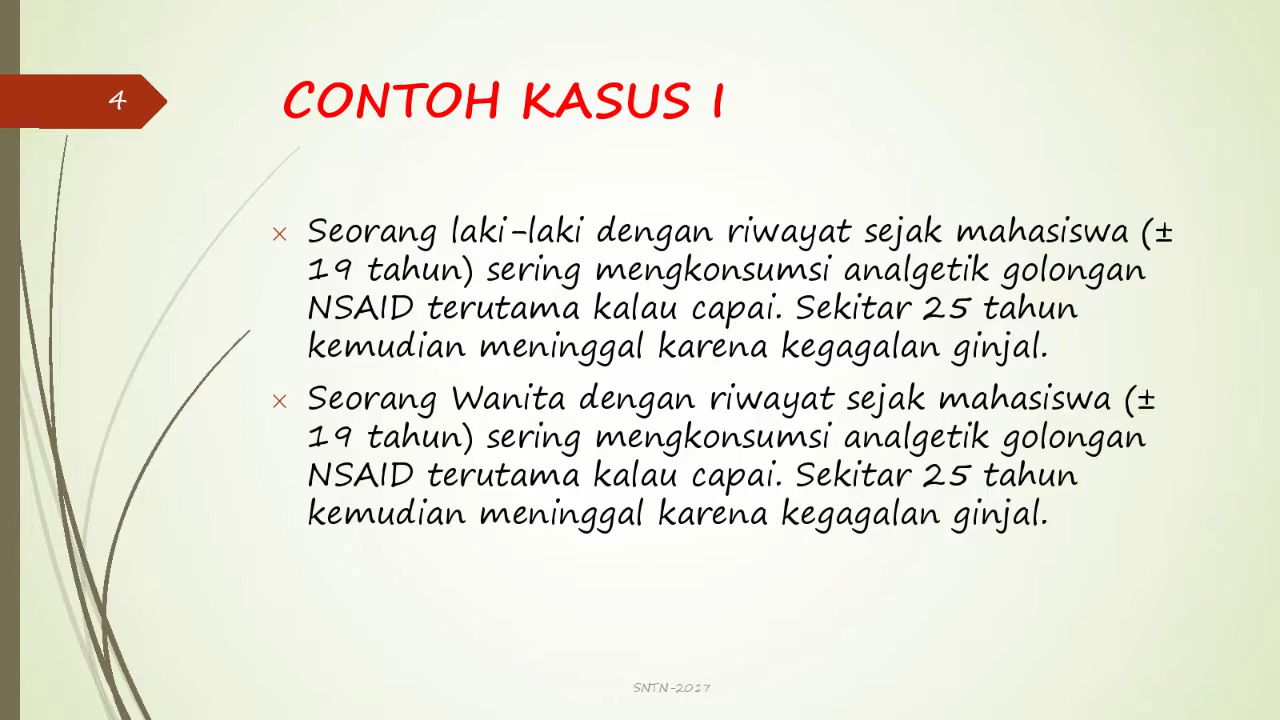 4
CONTOH KASUS I
× Seorang laki-laki dengan riwayat sejak mahasiswa (±
19 tahun) sering mengkonsumsi analgetik golongan
NSAID terutama kalau capai. Sekitar 25 tahun
kemudian meninggal karena kegagalan ginjal.
× Seorang Wanita dengan riwayat sejak mahasiswa (±
19 tahun) sering mengkonsumsi analgetik golongan
NSAID terutama kalau capai. Sekitar 25 tahun
kemudian meninggal karena kegagalan ginjal.
SNTN-2017